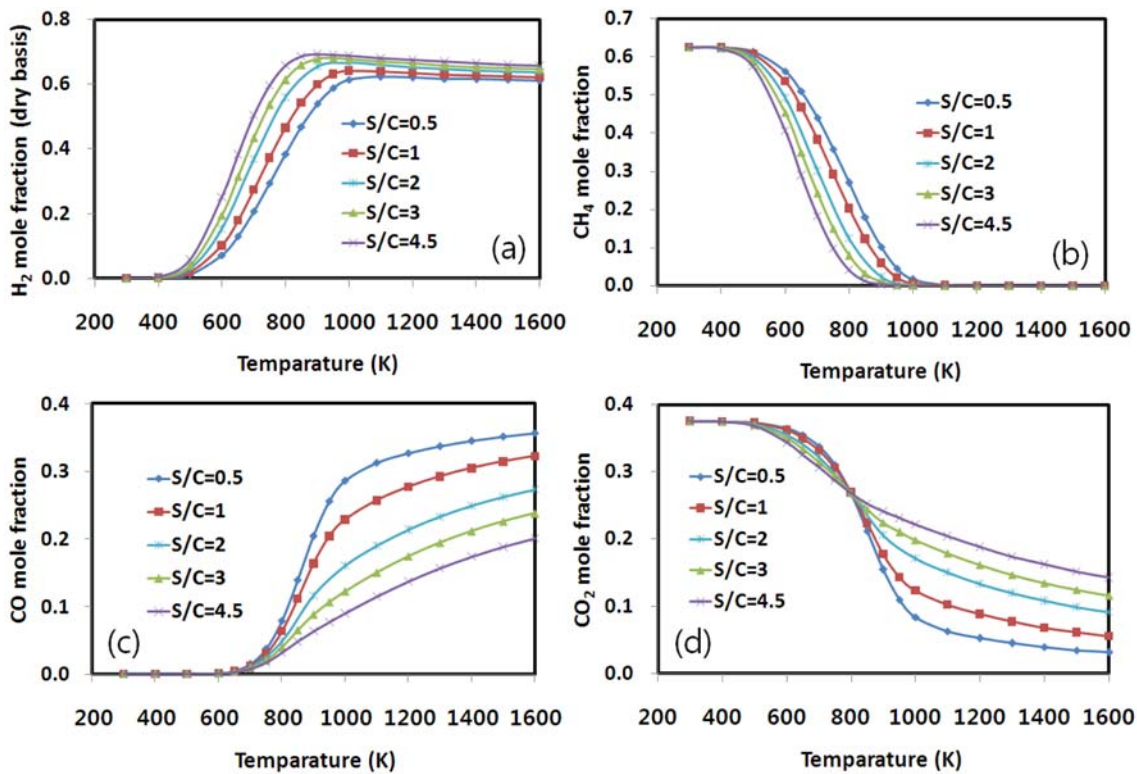 H₂ mole fraction (dry basis)
0.8
0.6
0.4
0.2
0.0
S/C=0.5
S/C=1
S/C=2
S/C=3
S/C=4.5
(a)
200 400 600 800 1000 1200 1400 1600
Temparature (K)
CH₄ mole fraction
0.7
0.6
0.5
0.4
0.3
0.2
0.1
0.0
S/C=0.5
S/C=1
S/C=2
S/C=3
S/C=4.5
(b)
200 400 600 800 1000 1200 1400 1600
Temparature (K)
CO mole fraction
0.4
0.3
0.2
0.1
0.0
S/C=0.5
S/C=1
S/C=2
S/C=3
S/C=4.5
(c)
200 400 600 800 1000 1200 1400 1600
Temparature (K)
CO₂ mole fraction
0.4
0.3
0.2
0.1
0.0
S/C=0.5
S/C=1
S/C=2
S/C=3
S/C=4.5
(d)
200 400 600 800 1000 1200 1400 1600
Temparature (K)